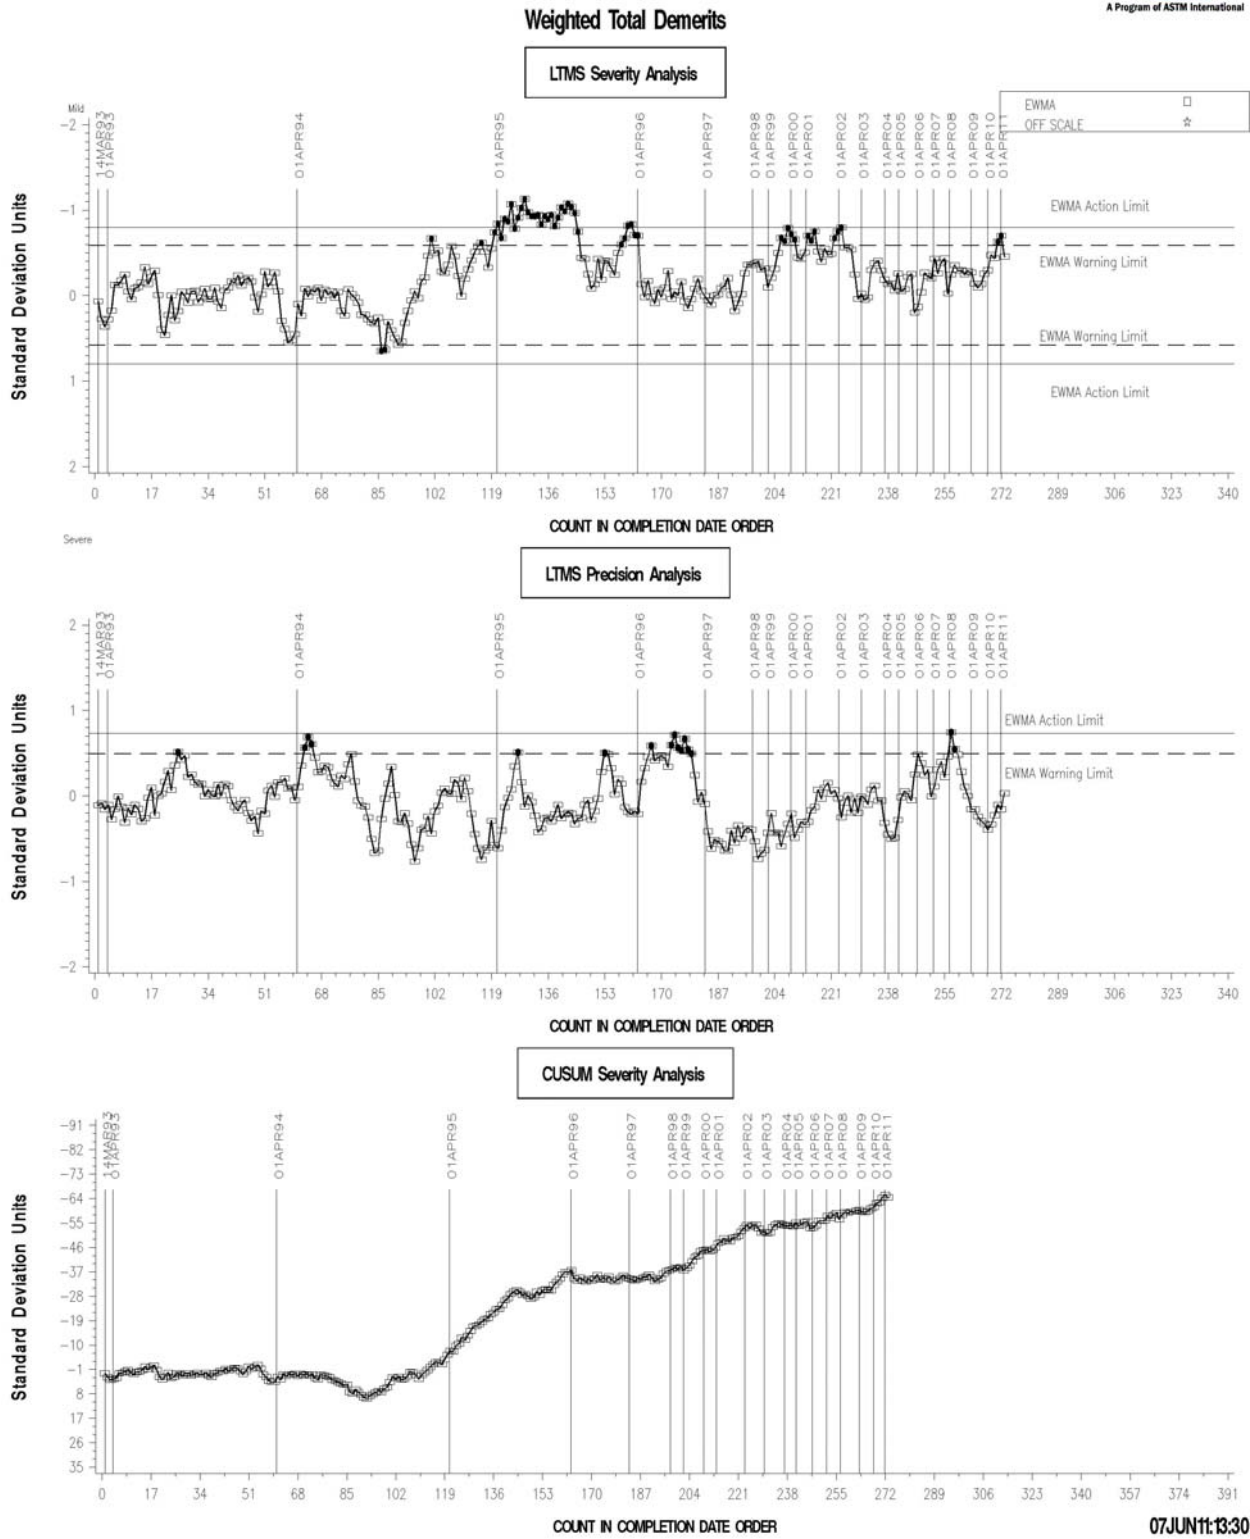 A Program of ASTM International
Weighted Total Demerits
LTMS Severity Analysis
EWMA
OFF SCALE
Mild
14MAR93 01APR93 01APR94 01APR95 01APR96 01APR97 01APR98 01APR99 01APR00 01APR01 01APR02 01APR03 01APR04 01APR05 01APR06 01APR07 01APR08 01APR09 01APR10 01APR11
Standard Deviation Units
-2
-1
0
1
2
EWMA Action Limit
EWMA Warning Limit
EWMA Warning Limit
EWMA Action Limit
0 17 34 51 68 85 102 119 136 153 170 187 204 221 238 255 272 289 306 323 340
COUNT IN COMPLETION DATE ORDER
Severe
LTMS Precision Analysis
14MAR93 01APR93 01APR94 01APR95 01APR96 01APR97 01APR98 01APR99 01APR00 01APR01 01APR02 01APR03 01APR04 01APR05 01APR06 01APR07 01APR08 01APR09 01APR10 01APR11
Standard Deviation Units
2
1
0
-1
-2
EWMA Action Limit
EWMA Warning Limit
0 17 34 51 68 85 102 119 136 153 170 187 204 221 238 255 272 289 306 323 340
COUNT IN COMPLETION DATE ORDER
CUSUM Severity Analysis
14MAR93 01APR93 01APR94 01APR95 01APR96 01APR97 01APR98 01APR99 01APR00 01APR01 01APR02 01APR03 01APR04 01APR05 01APR06 01APR07 01APR08 01APR09 01APR10 01APR11
Standard Deviation Units
-91
-82
-73
-64
-55
-46
-37
-28
-19
-10
-1
8
17
26
35
0 17 34 51 68 85 102 119 136 153 170 187 204 221 238 255 272 289 306 323 340 357 374 391
COUNT IN COMPLETION DATE ORDER
07JUN11:13:30